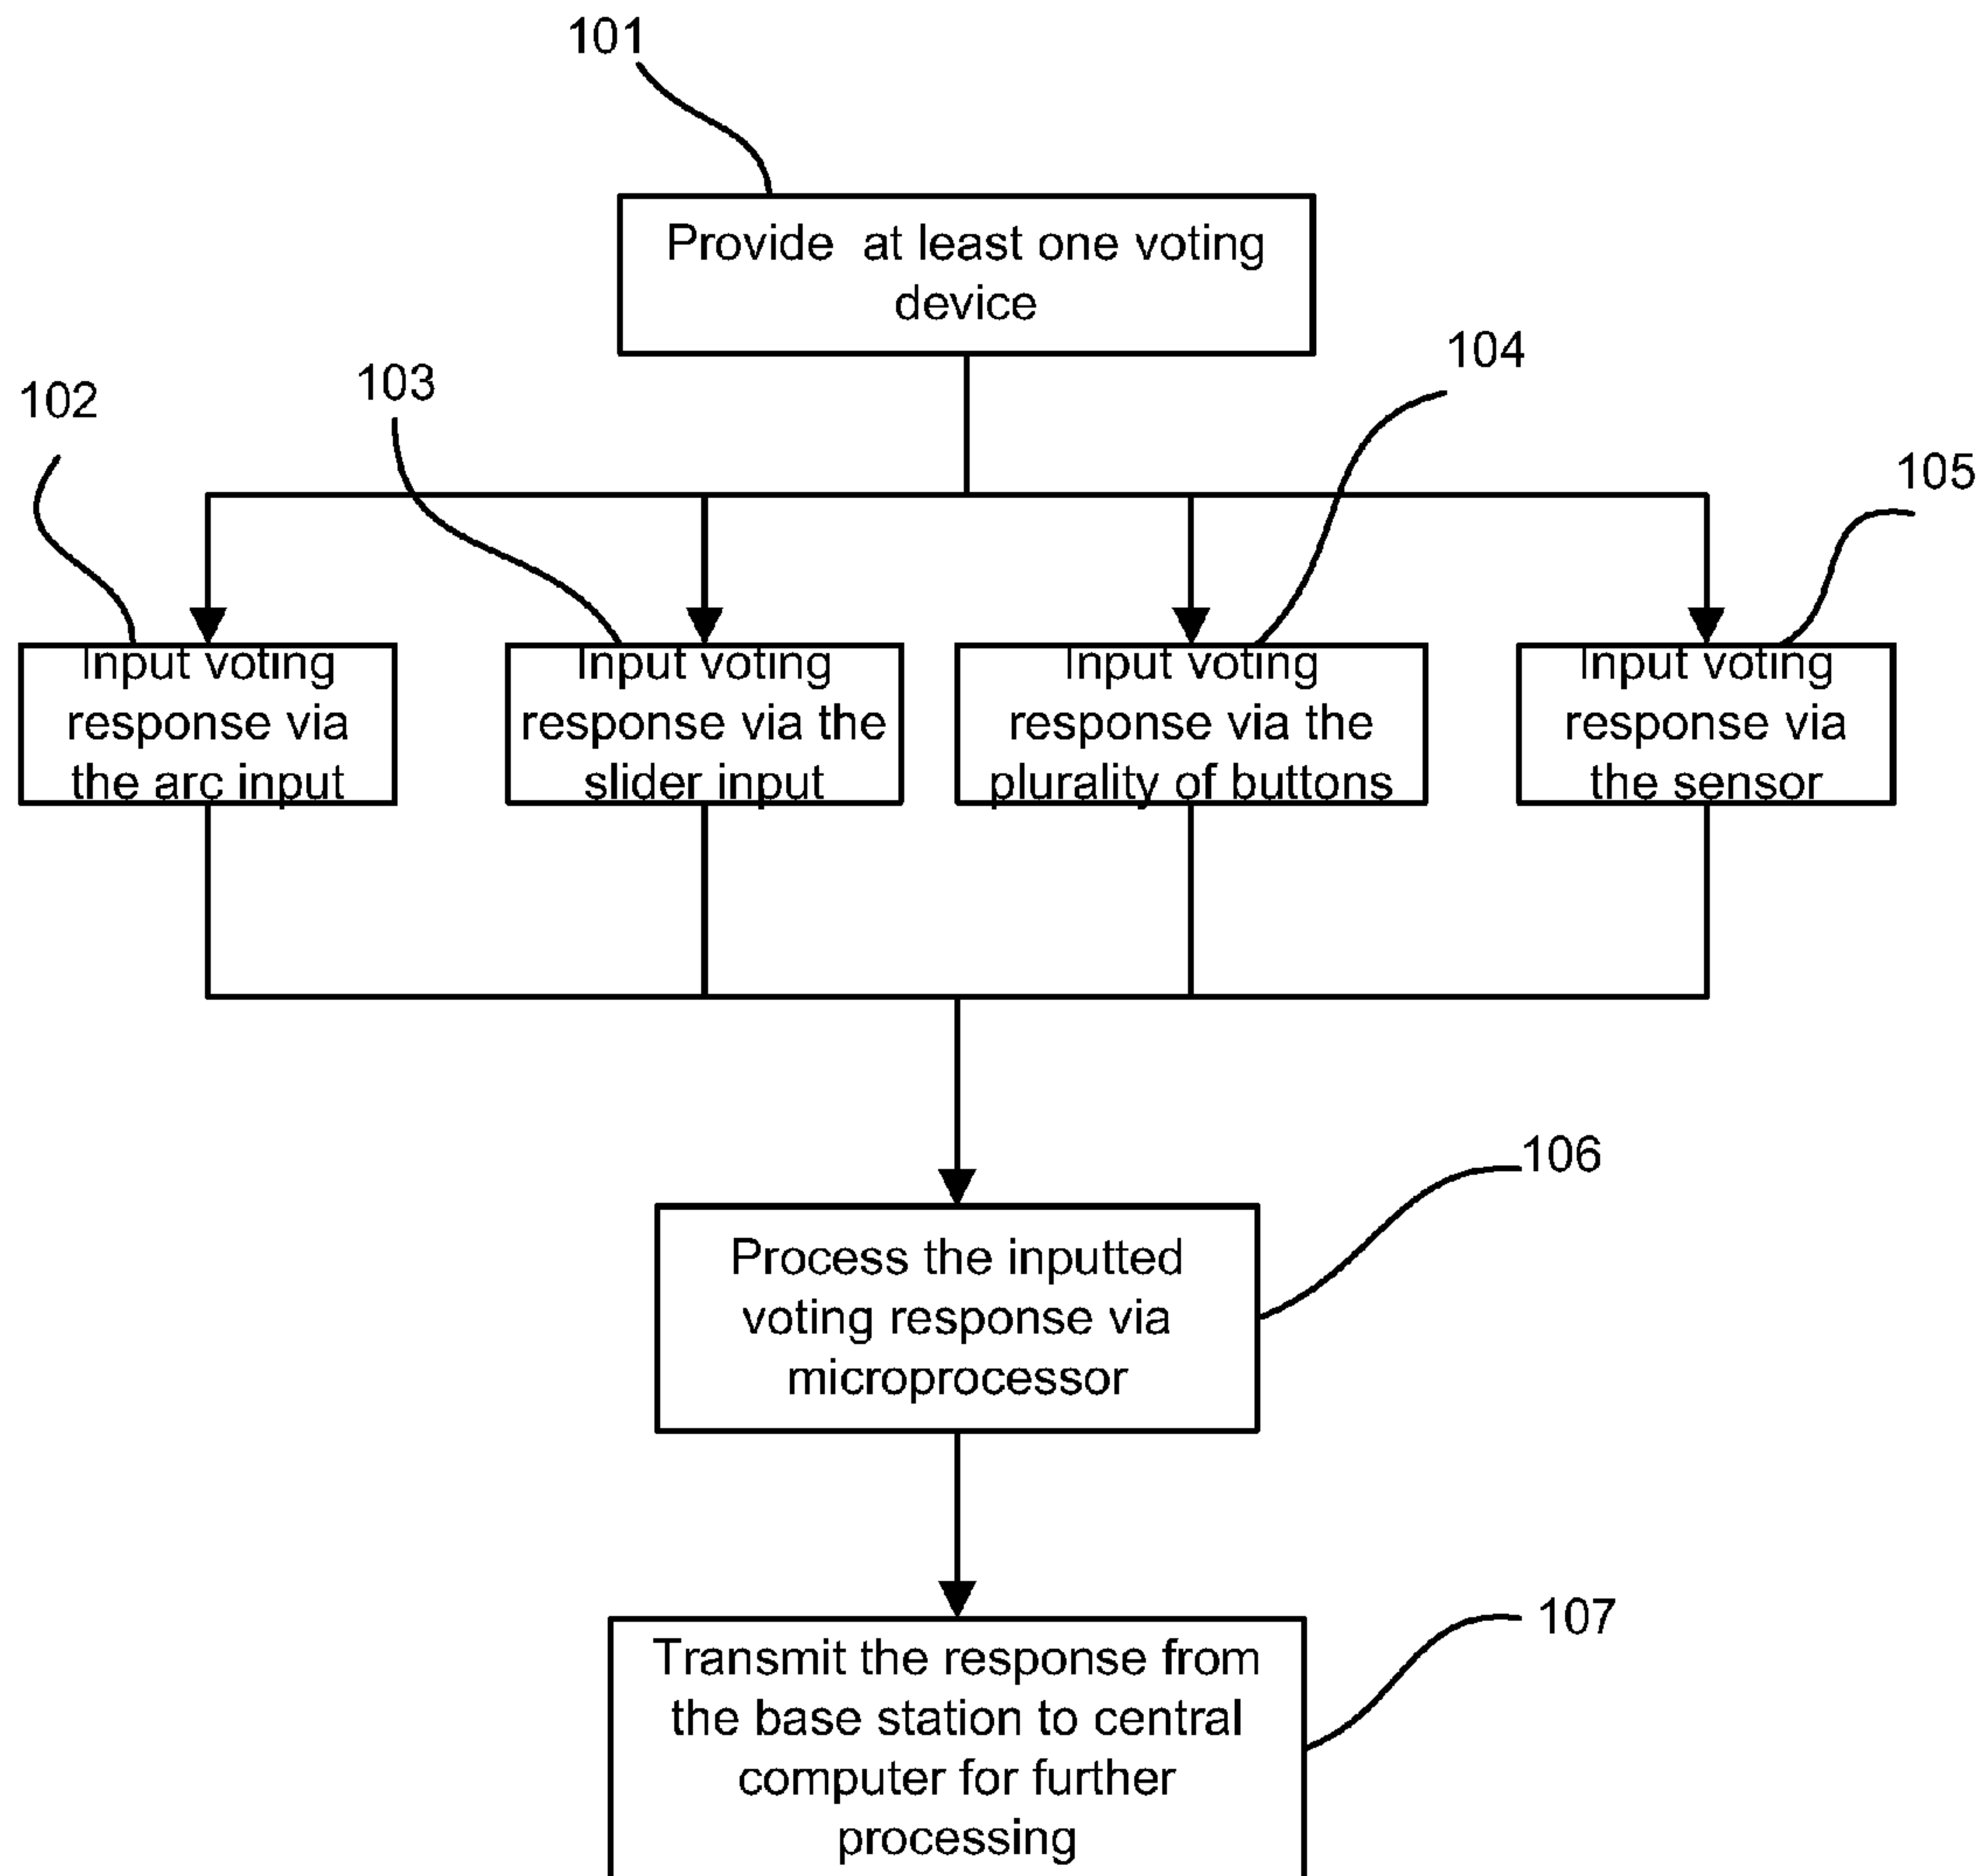 101
Provide at least one voting
device
104
103
102
105
Input voting
response via
the arc input
Input voting
response via the
slider input
Input voting
response via the
plurality of buttons
Input voting
response via
the sensor
106
Process the inputted
voting response via
microprocessor
107
Transmit the response from
the base station to central
computer for further
processing